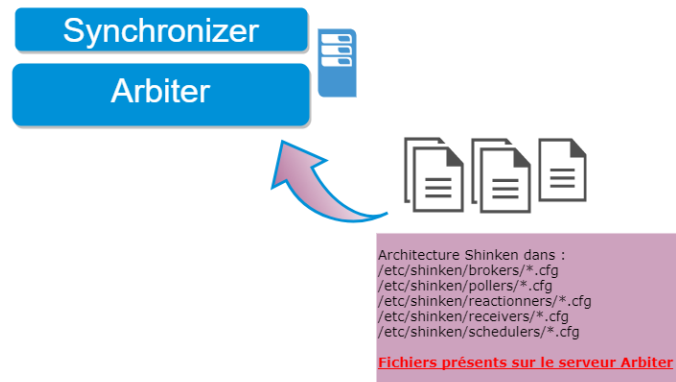 Synchronizer
Arbiter
Architecture Shinken dans :
/etc/shinken/brokers/*.cfg
/etc/shinken/pollers/*.cfg
/etc/shinken/reactionners/*.cfg
/etc/shinken/receivers/*.cfg
/etc/shinken/schedulers/*.cfg
Fichiers présents sur le serveur Arbiter